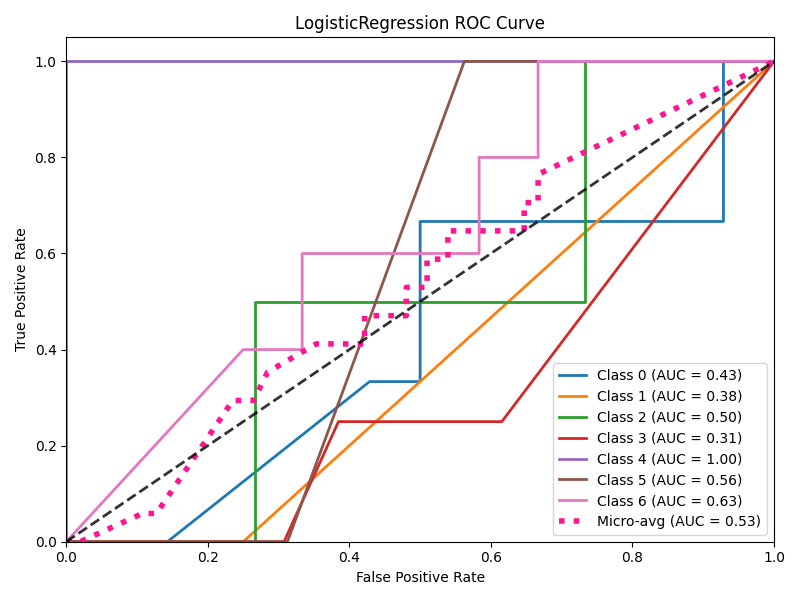 LogisticRegression ROC Curve
True Positive Rate
1.0
0.8
0.6
0.4
0.2
0.0
Class 0 (AUC = 0.43)
Class 1 (AUC = 0.38)
Class 2 (AUC = 0.50)
Class 3 (AUC = 0.31)
Class 4 (AUC = 1.00)
Class 5 (AUC = 0.56)
Class 6 (AUC = 0.63)
Micro-avg (AUC = 0.53)
0.0 0.2 0.4 0.6 0.8 1.0
False Positive Rate